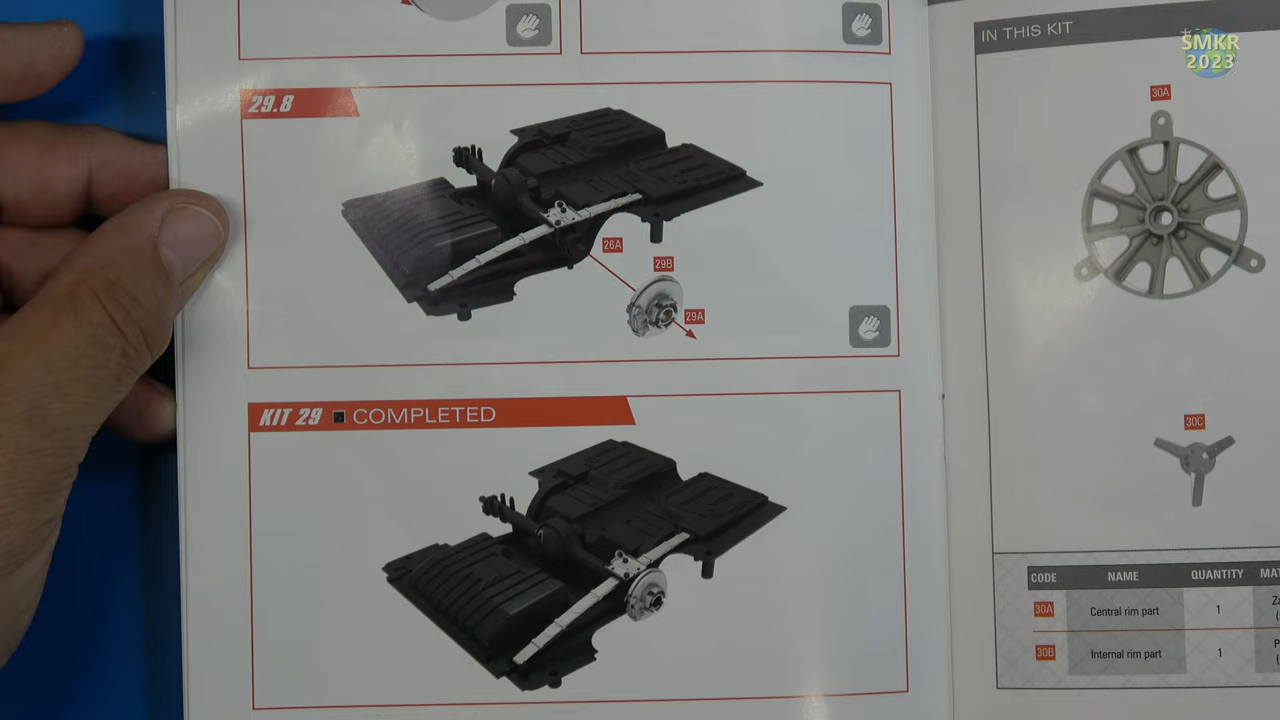 29.8
26A
29B
29A
KIT 29 COMPLETED
IN THIS KIT
SMKR
2023
30A
30C
CODE NAME QUANTITY
30A Central rim part 1
30B Internal rim part 1